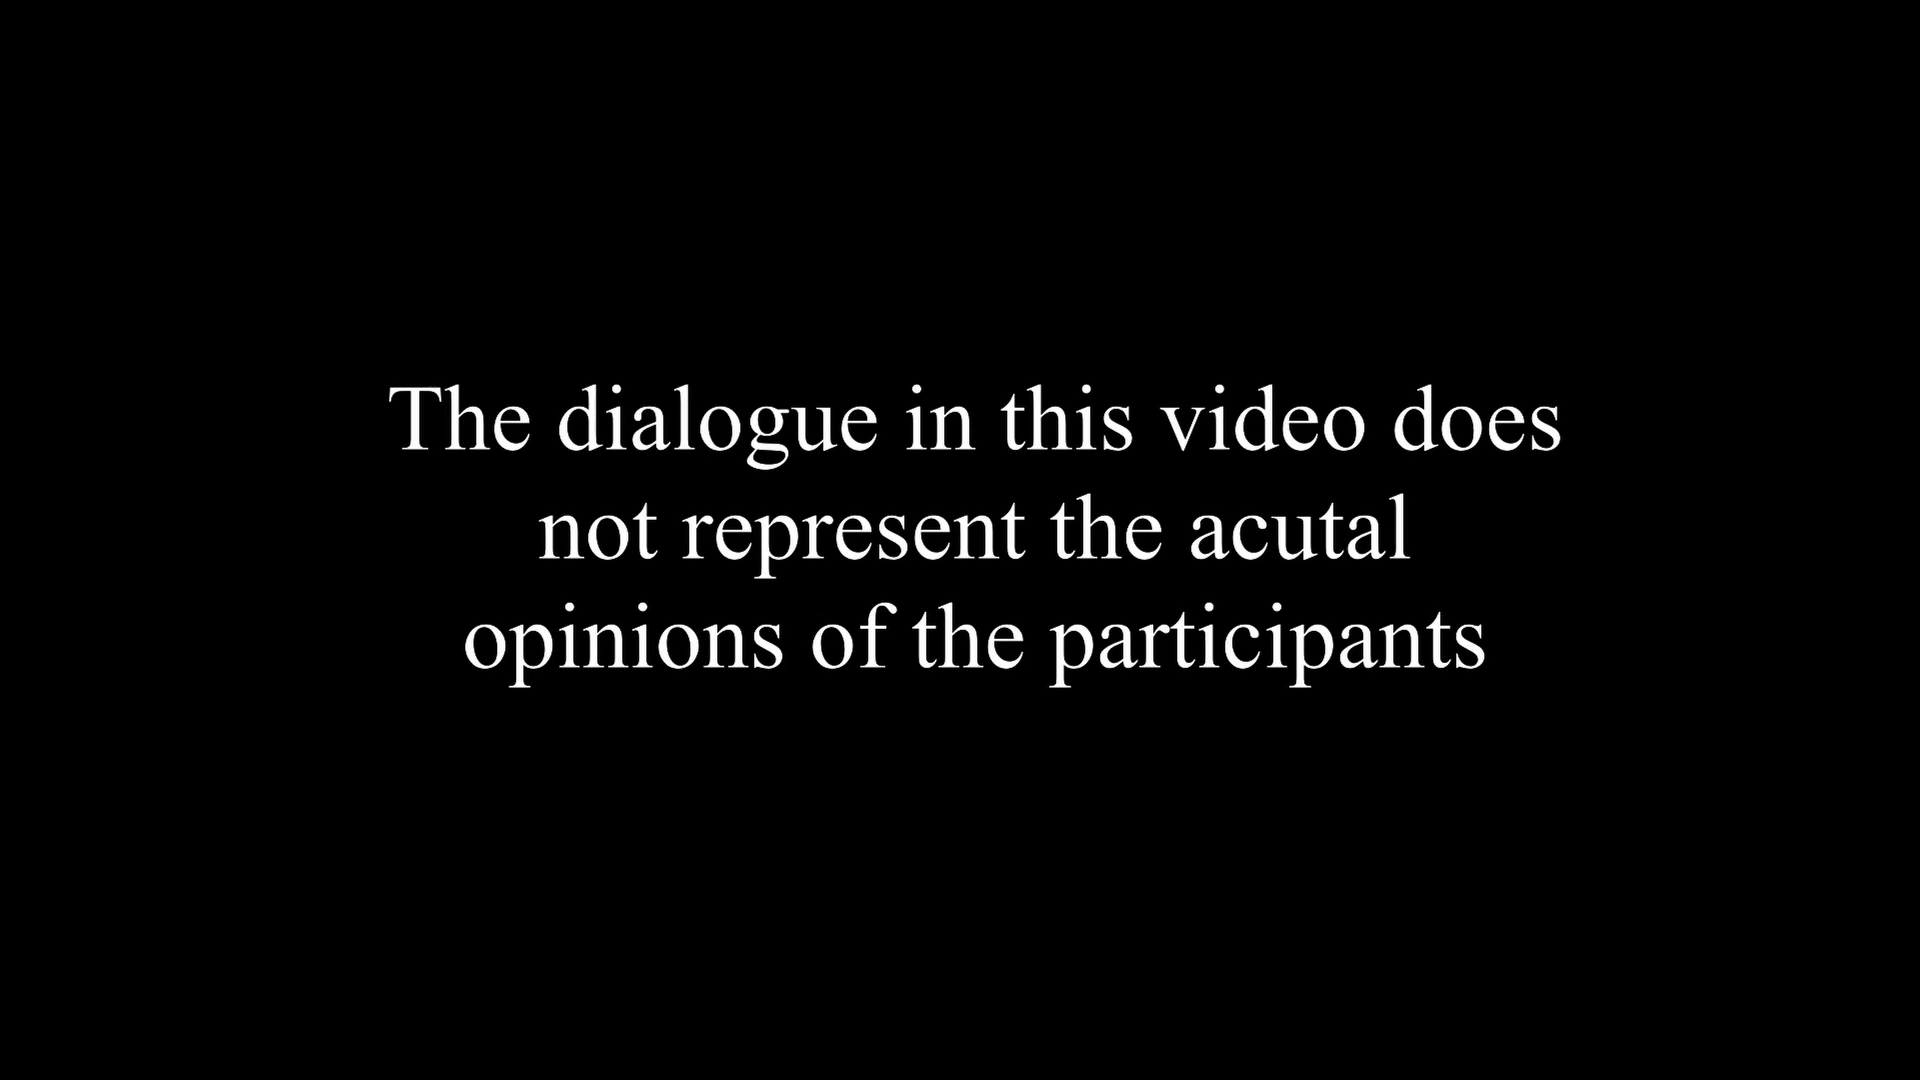 The dialogue in this video does
not represent the acutal
opinions of the participants